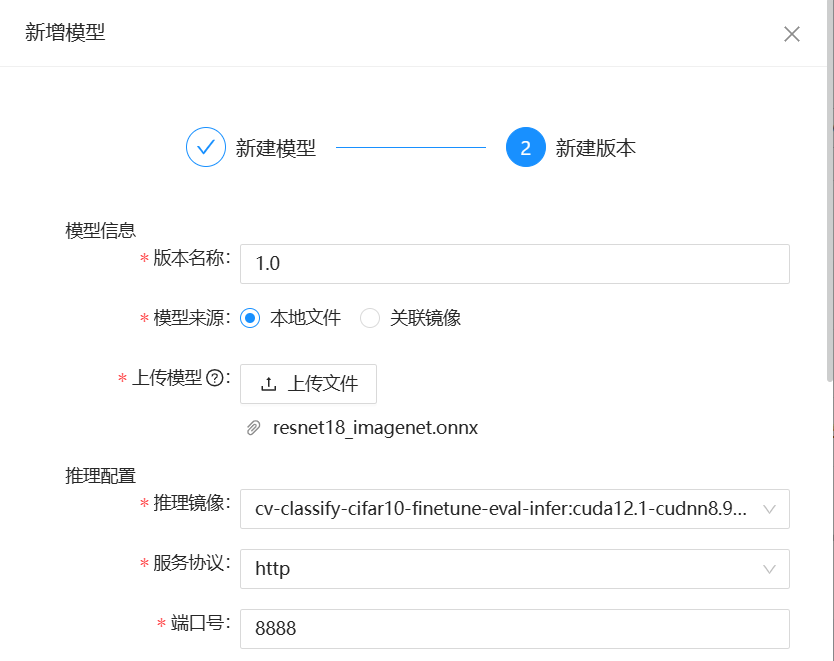 新增模型
新建模型
2 新建版本
模型信息
* 版本名称: 1.0
* 模型来源: 本地文件 关联镜像
* 上传模型?: 上传文件
resnet18_imagenet.onnx
推理配置
* 推理镜像: cv-classify-cifar10-finetune-eval-infer:cuda12.1-cudnn8.9...
* 服务协议: http
* 端口号: 8888